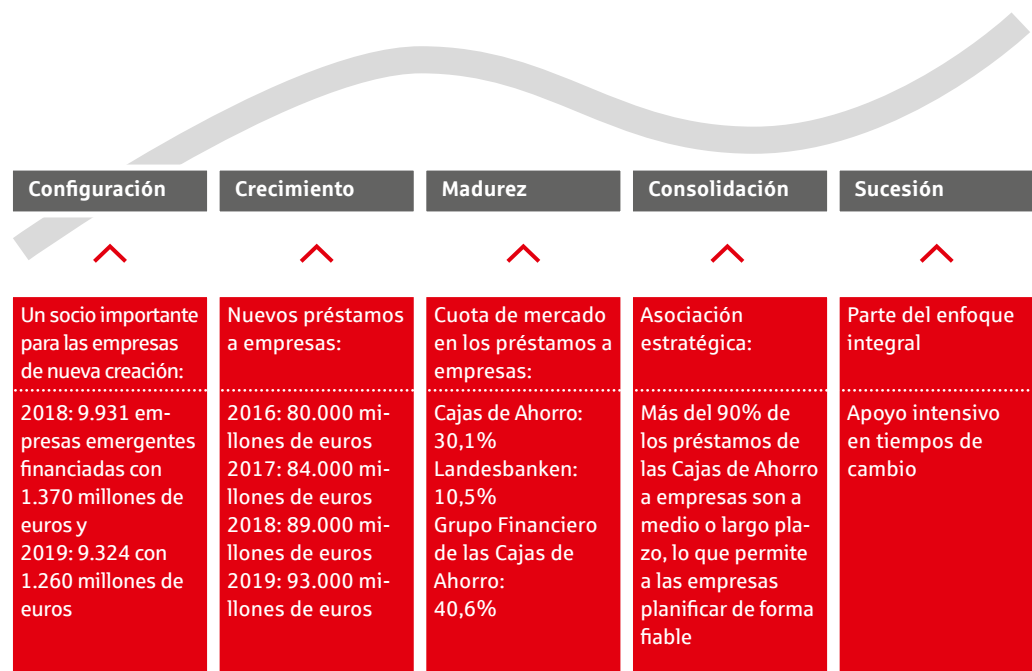 Configuración
Crecimiento
Madurez
Consolidación
Sucesión
Un socio importante
para las empresas
de nueva creación:
2018: 9.931 em-
presas emergentes
financiadas con
1.370 millones de
euros y
2019: 9.324 con
1.260 millones de
euros
Nuevos préstamos
a empresas:
2016: 80.000 mi-
llones de euros
2017: 84.000 mi-
llones de euros
2018: 89.000 mi-
llones de euros
2019: 93.000 mi-
llones de euros
Cuota de mercado
en los préstamos a
empresas:
Cajas de Ahorro:
30,1%
Landesbanken:
10,5%
Grupo Financiero
de las Cajas de
Ahorro:
40,6%
Asociación
estratégica:
Más del 90% de
los préstamos de
las Cajas de Ahorro
a empresas son a
medio o largo pla-
zo, lo que permite
a las empresas
planificar de forma
fiable
Parte del enfoque
integral
Apoyo intensivo
en tiempos de
cambio